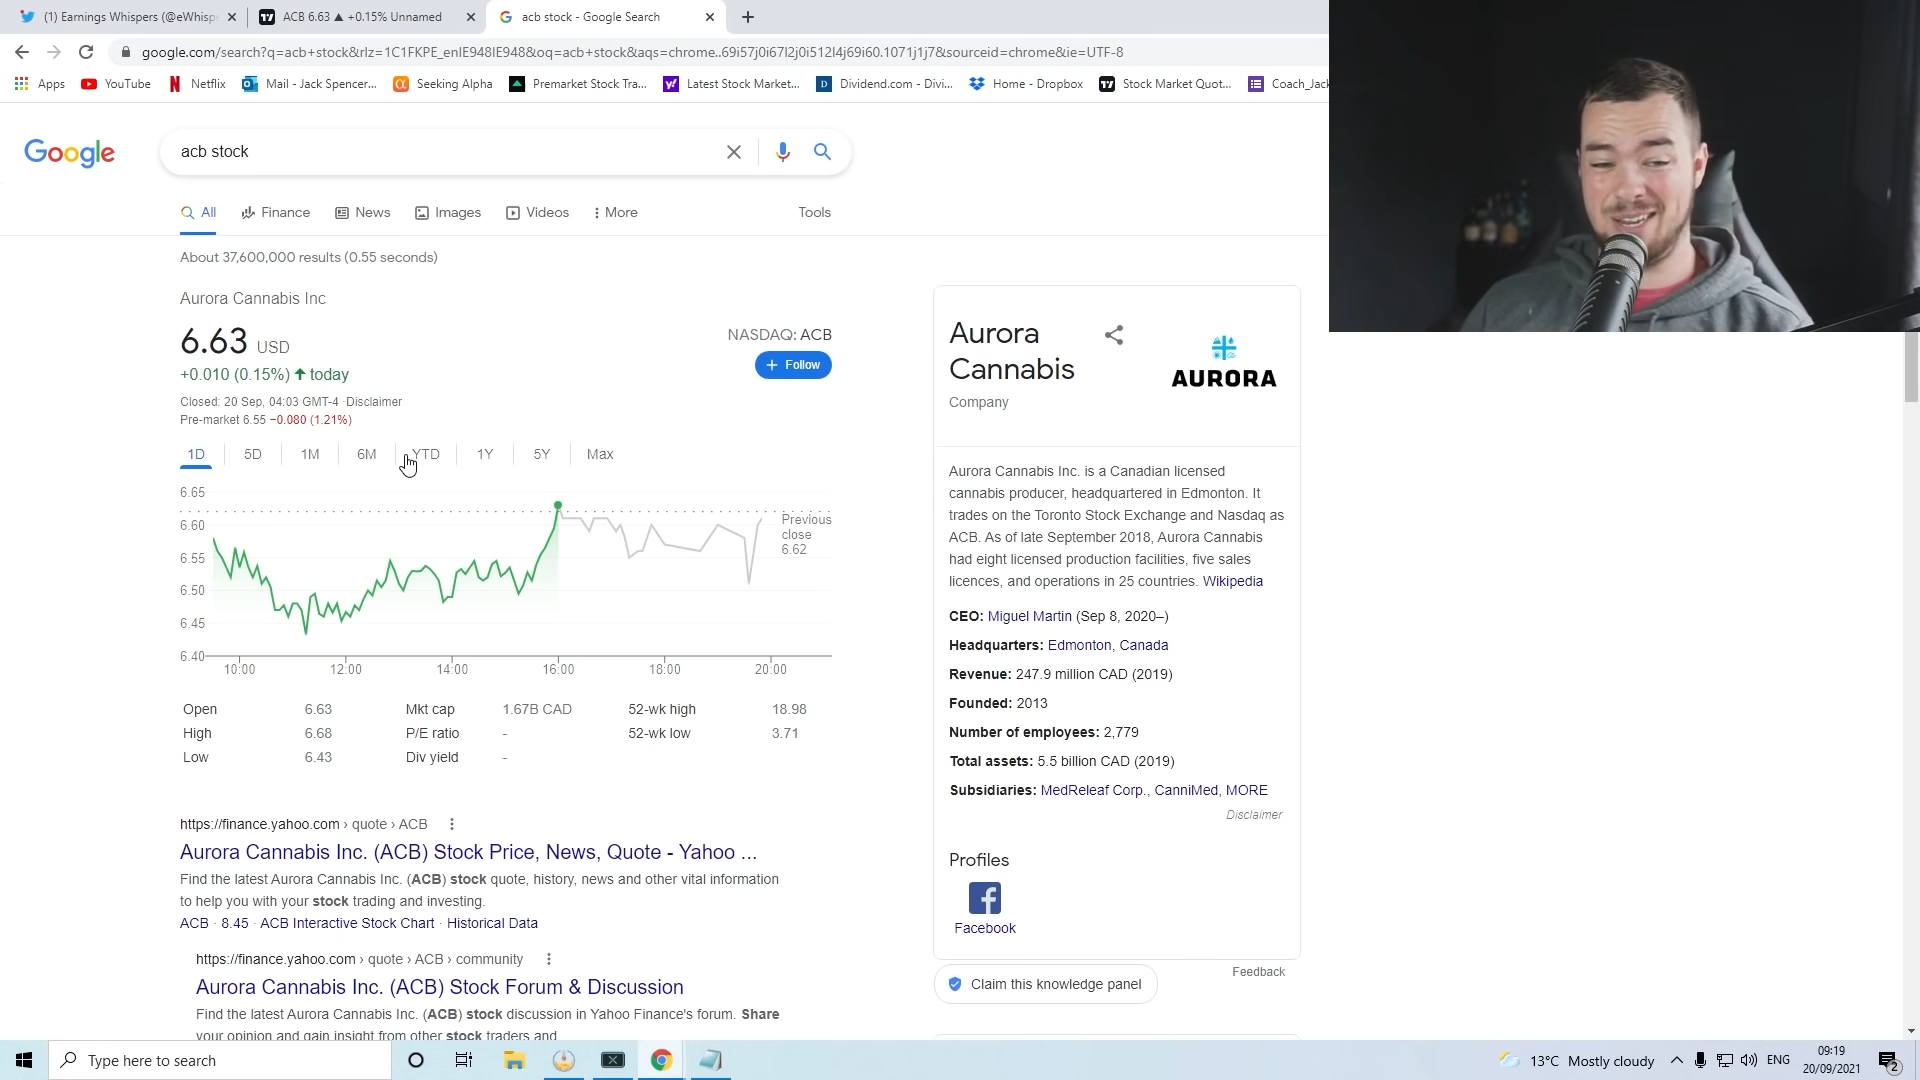 (1) Earnings Whispers (@eWhisp
ACB 6.63 ▲ +0.15% Unnamed
acb stock - Google Search
google.com/search?q=acb+stock&rlz=1C1FKPE_enIE948IE948&oq=acb+stock&aqs=chrome..69i57j0i67l2j0i512l4j69i60.1071j1j7&sourceid=chrome&ie=UTF-8
Apps
YouTube
Netflix
Mail - Jack Spencer...
Seeking Alpha
Premarket Stock Tra...
Latest Stock Market...
Dividend.com - Divi...
Home - Dropbox
Stock Market Quot...
Coach_Jack
Google
acb stock
All
Finance
News
Images
Videos
More
Tools
About 37,600,000 results (0.55 seconds)
Aurora Cannabis Inc
6.63 USD
NASDAQ: ACB
+0.010 (0.15%) ↑ today
+ Follow
Closed: 20 Sep, 04:03 GMT-4 · Disclaimer
Pre-market 6.55 −0.080 (1.21%)
1D 5D 1M 6M YTD 1Y 5Y Max
6.65
6.60
6.55
6.50
6.45
6.40
Previous
close
6.62
10:00 12:00 14:00 16:00 18:00 20:00
Open 6.63 Mkt cap 1.67B CAD 52-wk high 18.98
High 6.68 P/E ratio - 52-wk low 3.71
Low 6.43 Div yield -
https://finance.yahoo.com › quote › ACB
Aurora Cannabis Inc. (ACB) Stock Price, News, Quote - Yahoo ...
Find the latest Aurora Cannabis Inc. (ACB) stock quote, history, news and other vital information
to help you with your stock trading and investing.
ACB · 8.45 · ACB Interactive Stock Chart · Historical Data
https://finance.yahoo.com › quote › ACB › community
Aurora Cannabis Inc. (ACB) Stock Forum & Discussion
Find the latest Aurora Cannabis Inc. (ACB) stock discussion in Yahoo Finance's forum. Share
your opinion and gain insight from other stock traders and
Aurora
Cannabis
Company
AURORA
Aurora Cannabis Inc. is a Canadian licensed
cannabis producer, headquartered in Edmonton. It
trades on the Toronto Stock Exchange and Nasdaq as
ACB. As of late September 2018, Aurora Cannabis
had eight licensed production facilities, five sales
licences, and operations in 25 countries. Wikipedia
CEO: Miguel Martin (Sep 8, 2020–)
Headquarters: Edmonton, Canada
Revenue: 247.9 million CAD (2019)
Founded: 2013
Number of employees: 2,779
Total assets: 5.5 billion CAD (2019)
Subsidiaries: MedReleaf Corp., CanniMed, MORE
Disclaimer
Profiles
Facebook
Feedback
Claim this knowledge panel
Type here to search
13°C Mostly cloudy
ENG
09:19
20/09/2021
2